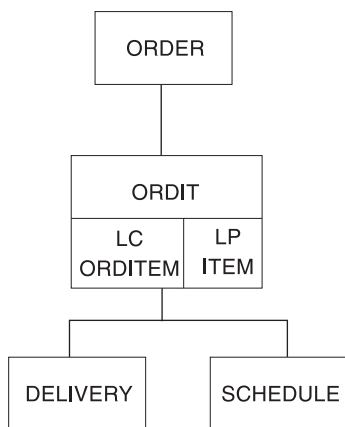 ORDER
ORDIT
LC
ORDITEM
LP
ITEM
DELIVERY
SCHEDULE